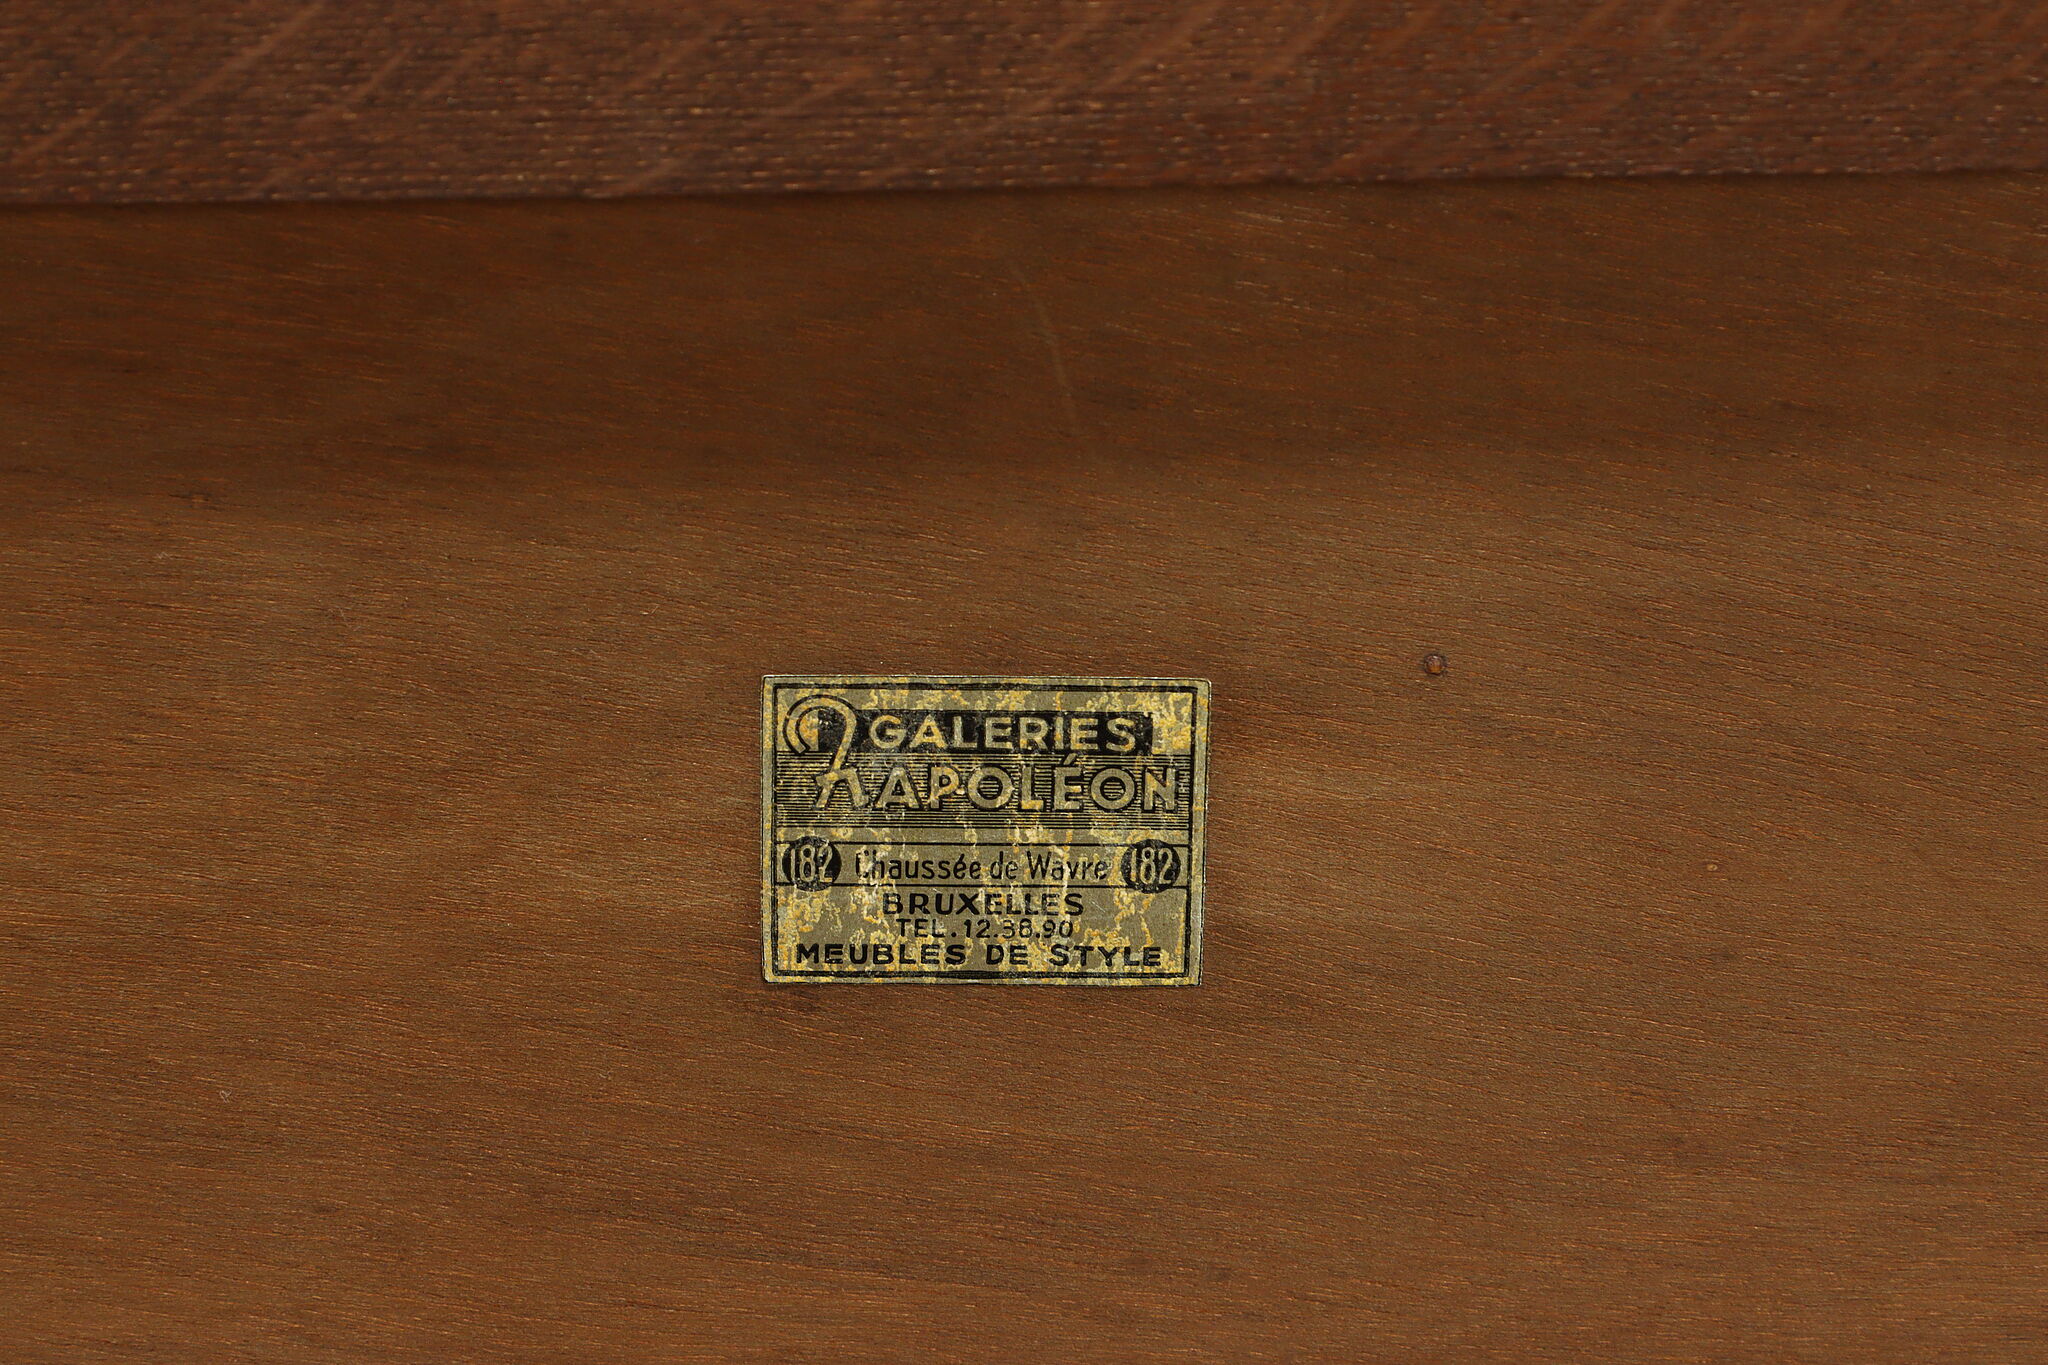 GALERIES
NAPOLÉON
182 Chaussée de Wavre 182
BRUXELLES
TEL. 12.38.90
MEUBLES DE STYLE